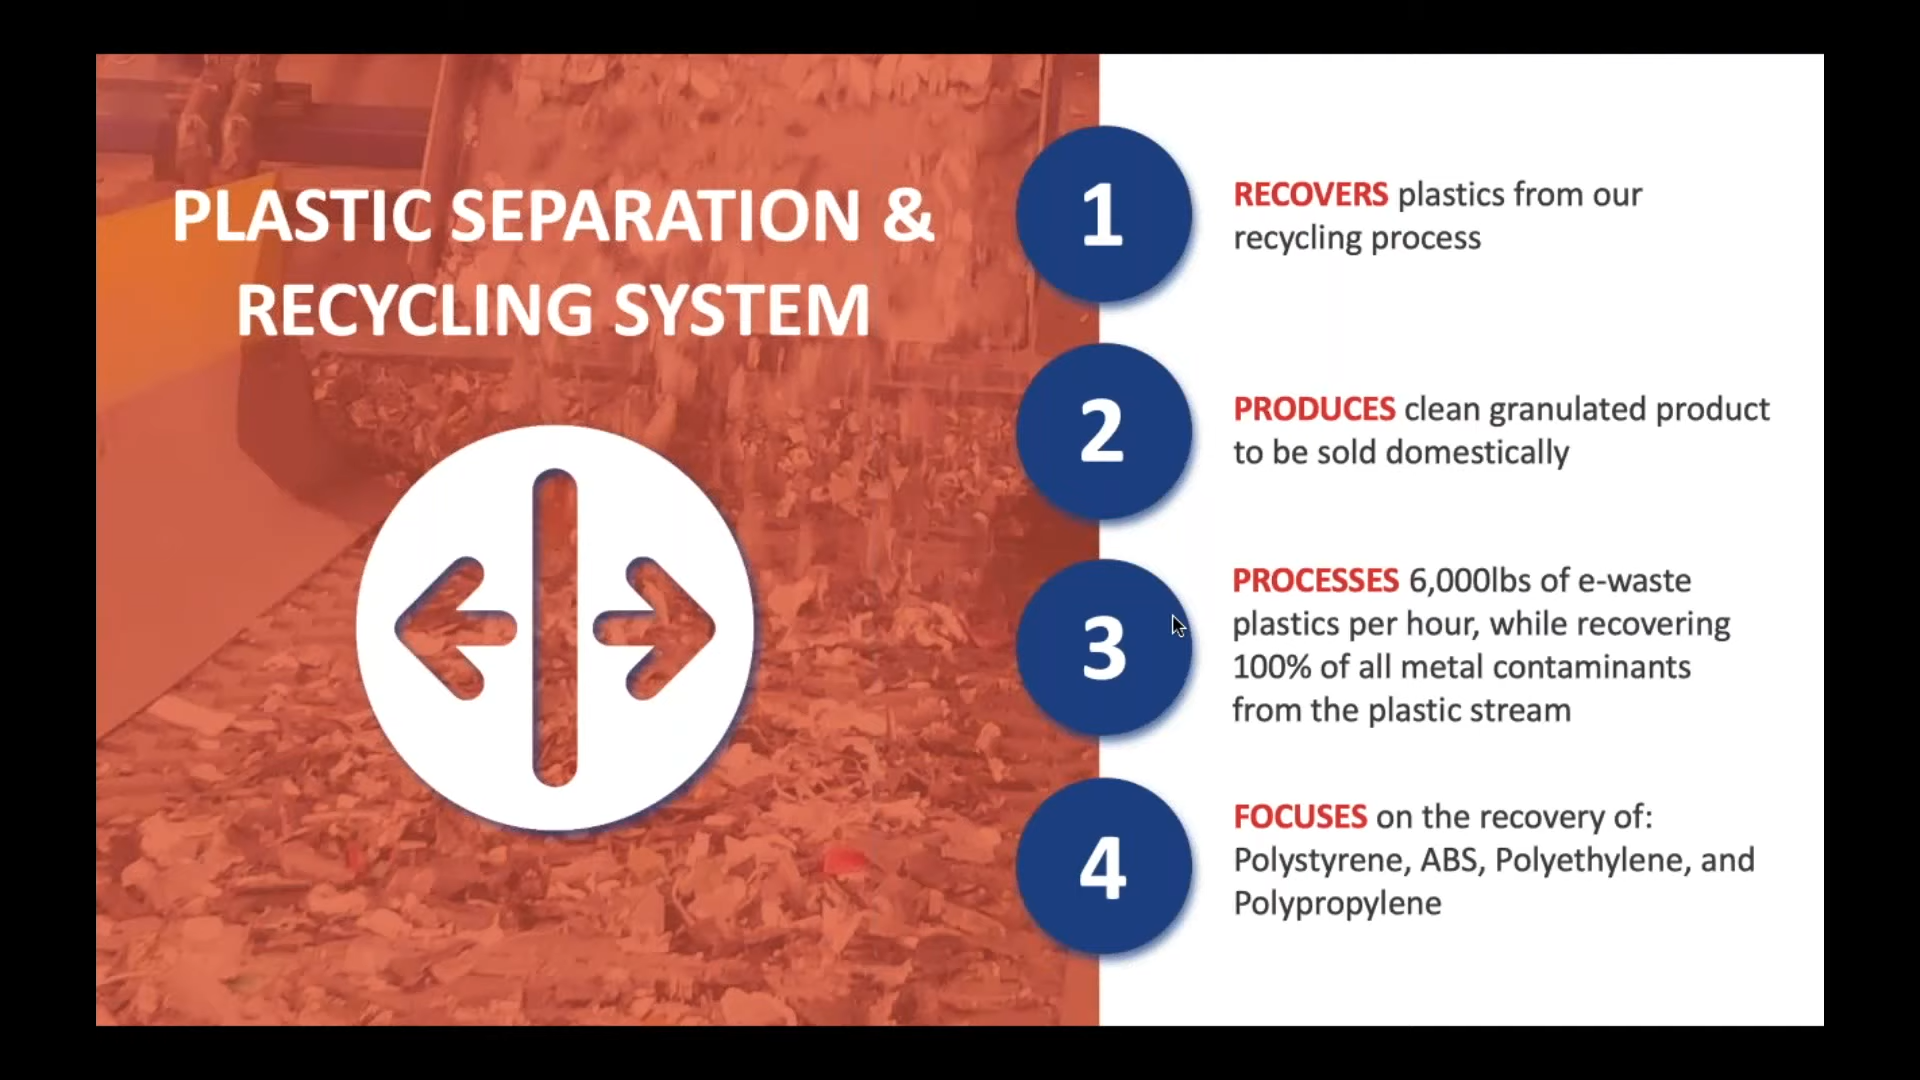 PLASTIC SEPARATION &
RECYCLING SYSTEM
1
RECOVERS plastics from our
recycling process
2
PRODUCES clean granulated product
to be sold domestically
3
PROCESSES 6,000lbs of e-waste
plastics per hour, while recovering
100% of all metal contaminants
from the plastic stream
4
FOCUSES on the recovery of:
Polystyrene, ABS, Polyethylene, and
Polypropylene